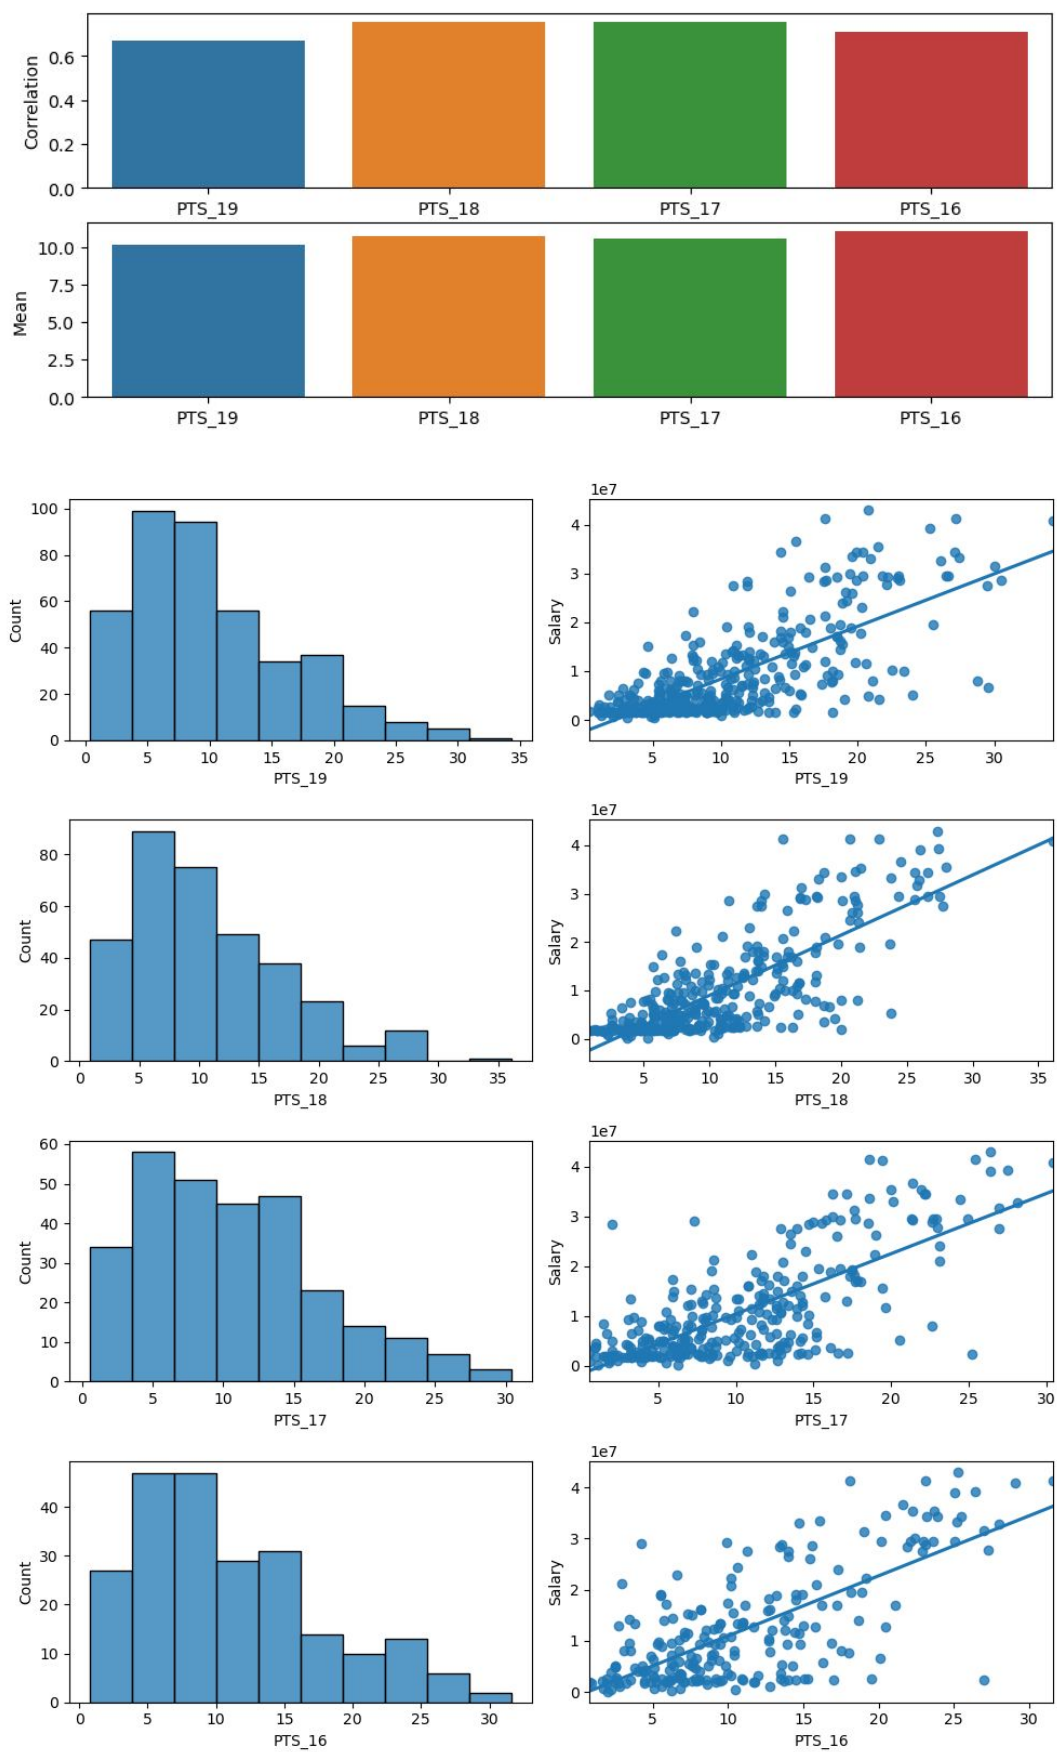 Correlation
0.6
0.4
0.2
0.0
PTS_19 PTS_18 PTS_17 PTS_16
Mean
10.0
7.5
5.0
2.5
0.0
PTS_19 PTS_18 PTS_17 PTS_16
Count
100
80
60
40
20
0
0 5 10 15 20 25 30 35
PTS_19
1e7
Salary
4
3
2
1
0
5 10 15 20 25 30
PTS_19
Count
80
60
40
20
0
0 5 10 15 20 25 30 35
PTS_18
1e7
Salary
4
3
2
1
0
5 10 15 20 25 30 35
PTS_18
Count
60
50
40
30
20
10
0
0 5 10 15 20 25 30
PTS_17
1e7
Salary
4
3
2
1
0
5 10 15 20 25 30
PTS_17
Count
40
30
20
10
0
0 5 10 15 20 25 30
PTS_16
1e7
Salary
4
3
2
1
0
5 10 15 20 25 30
PTS_16